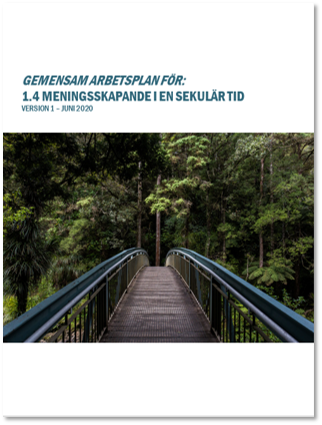 GEMENSAM ARBETSPLAN FÖR:
1.4 MENINGSSKAPANDE I EN SEKULÄR TID
VERSION 1 – JUNI 2020